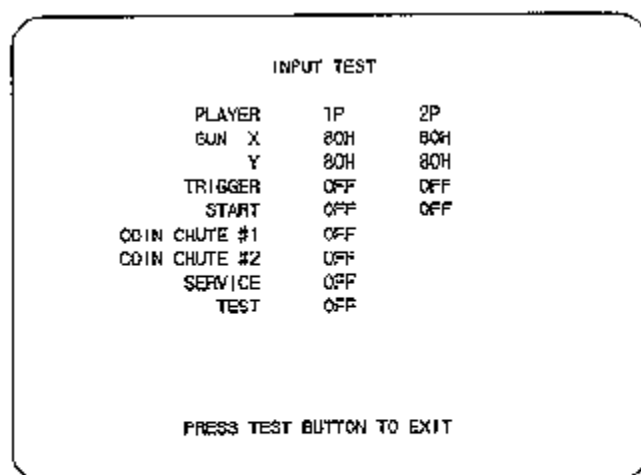 INPUT TEST
PLAYER 1P 2P
GUN X 80H 80H
Y 80H 80H
TRIGGER OFF OFF
START OFF OFF
COIN CHUTE #1 OFF
COIN CHUTE #2 OFF
SERVICE OFF
TEST OFF
PRESS TEST BUTTON TO EXIT